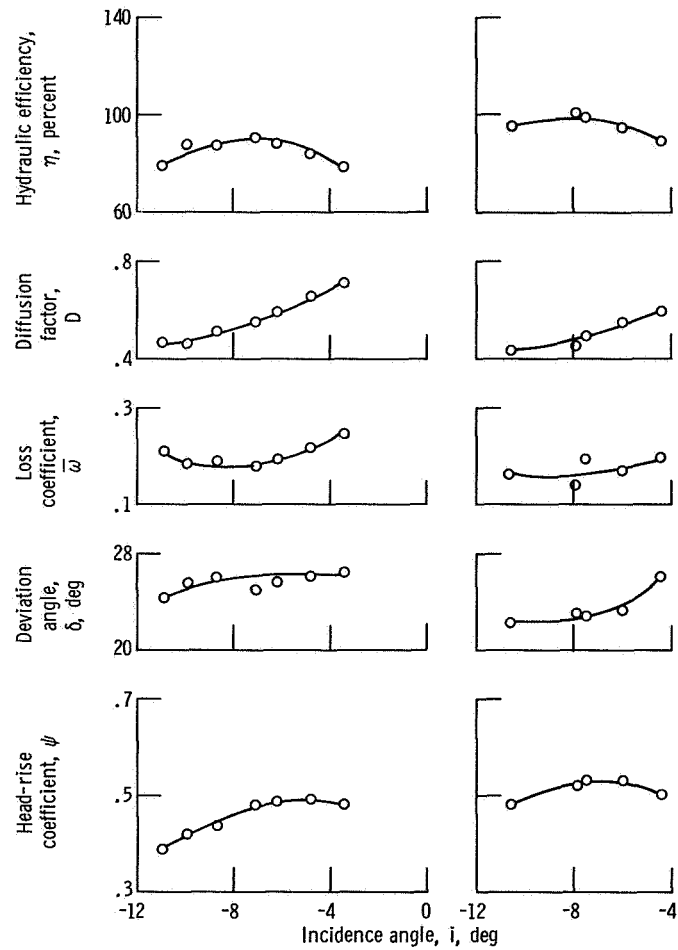 Hydraulic efficiency,
η, percent
140
100
60
Diffusion
factor,
D
.8
.4
Loss
coefficient,
ω̅
.3
.1
Deviation
angle,
δ, deg
28
20
Head-rise
coefficient, ψ
.7
.5
.3
-12 -8 -4 0 -12 -8 -4
Incidence angle, i, deg